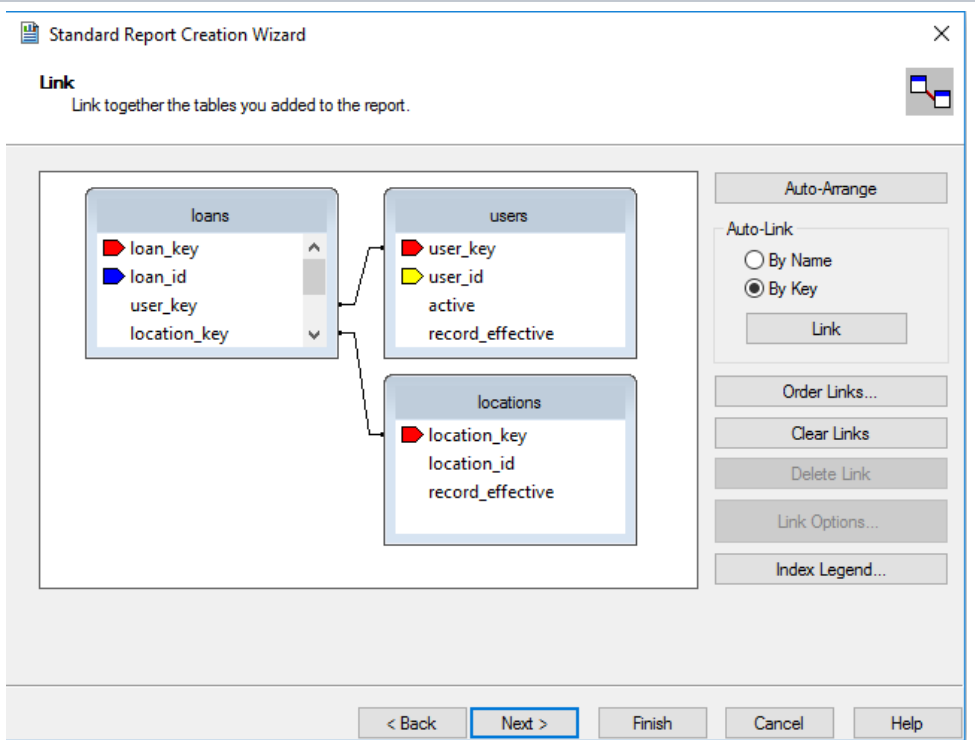 Standard Report Creation Wizard
Link
Link together the tables you added to the report.
loans
loan_key
loan_id
user_key
location_key
users
user_key
user_id
active
record_effective
locations
location_key
location_id
record_effective
Auto-Arrange
Auto-Link
By Name
By Key
Link
Order Links...
Clear Links
Delete Link
Link Options...
Index Legend...
< Back
Next >
Finish
Cancel
Help